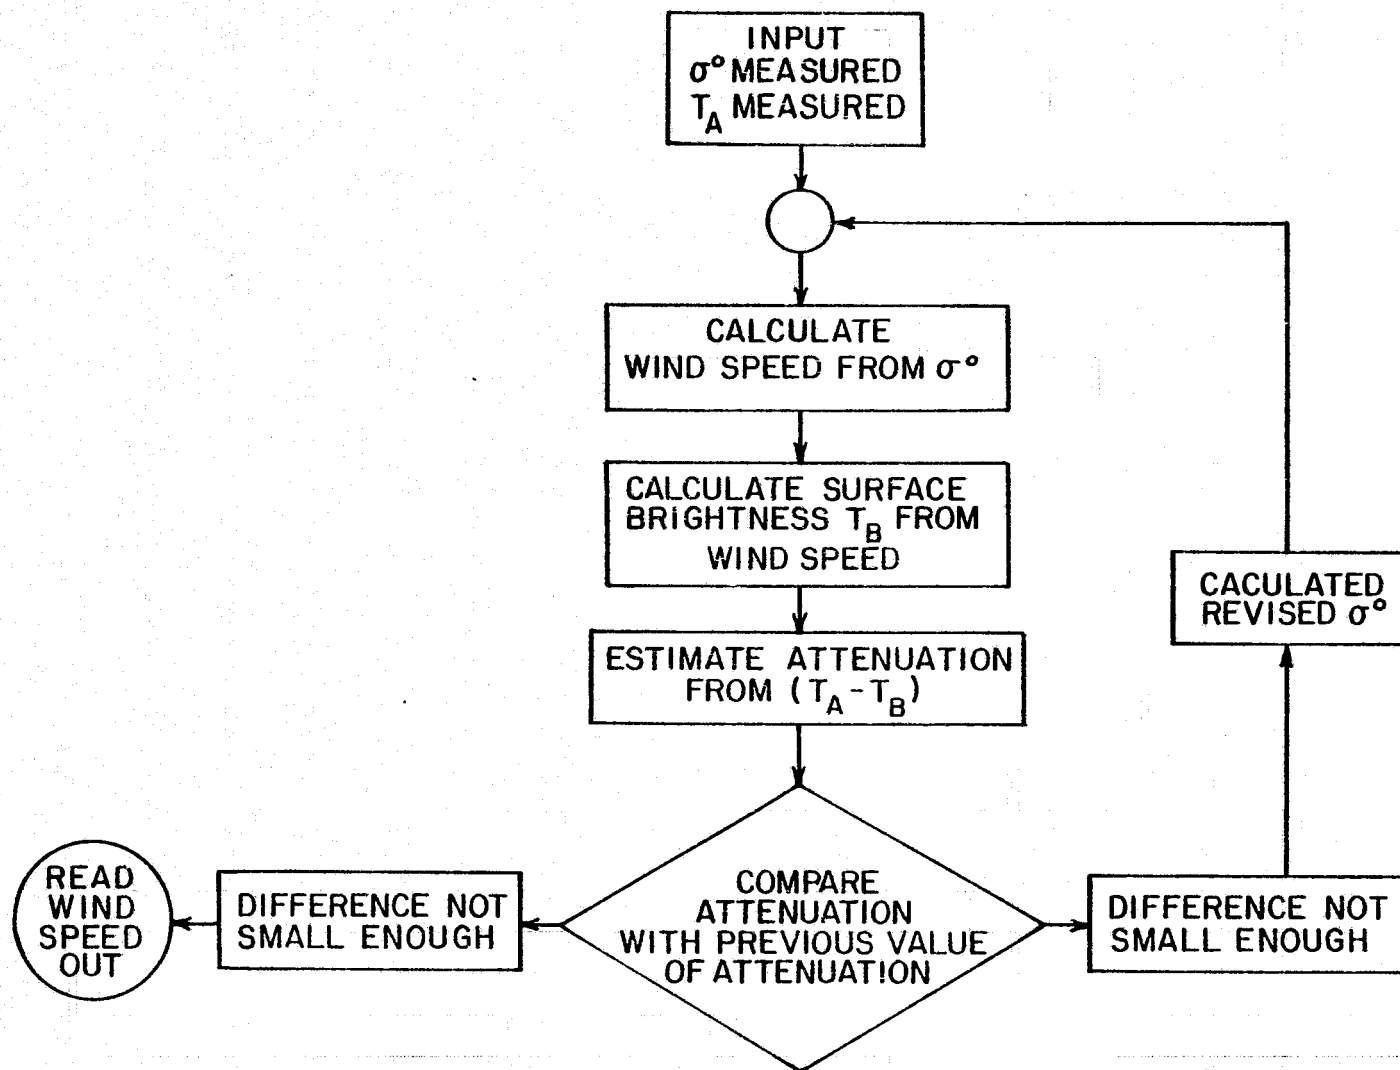 INPUT
σ° MEASURED
T_A MEASURED
CALCULATE
WIND SPEED FROM σ°
CALCULATE SURFACE
BRIGHTNESS T_B FROM
WIND SPEED
ESTIMATE ATTENUATION
FROM (T_A - T_B)
COMPARE
ATTENUATION
WITH PREVIOUS VALUE
OF ATTENUATION
DIFFERENCE NOT
SMALL ENOUGH
READ
WIND
SPEED
OUT
DIFFERENCE NOT
SMALL ENOUGH
CACULATED
REVISED σ°